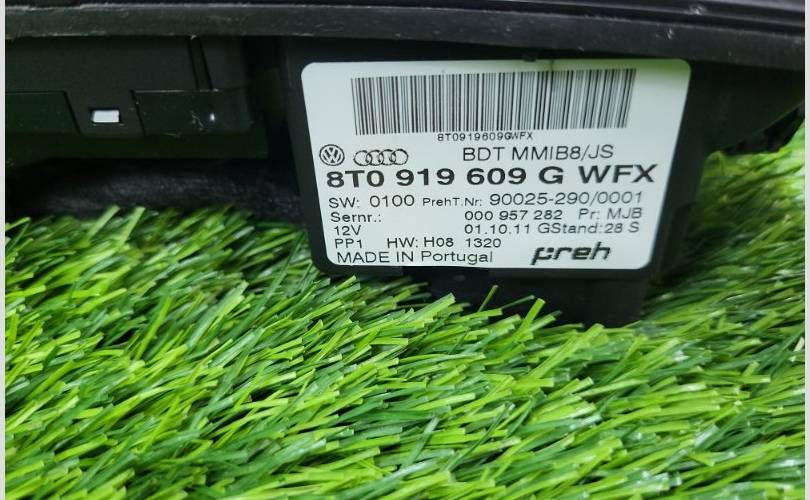 8T0919609GWFX
BDT MMIB8/JS
8T0 919 609 G WFX
SW: 0100 PrehT.Nr: 90025-290/0001
Sernr.: 000 957 282 Pr: MJB
12V 01.10.11 GStand:28 S
PP1 HW: H08 1320
MADE IN Portugal preh